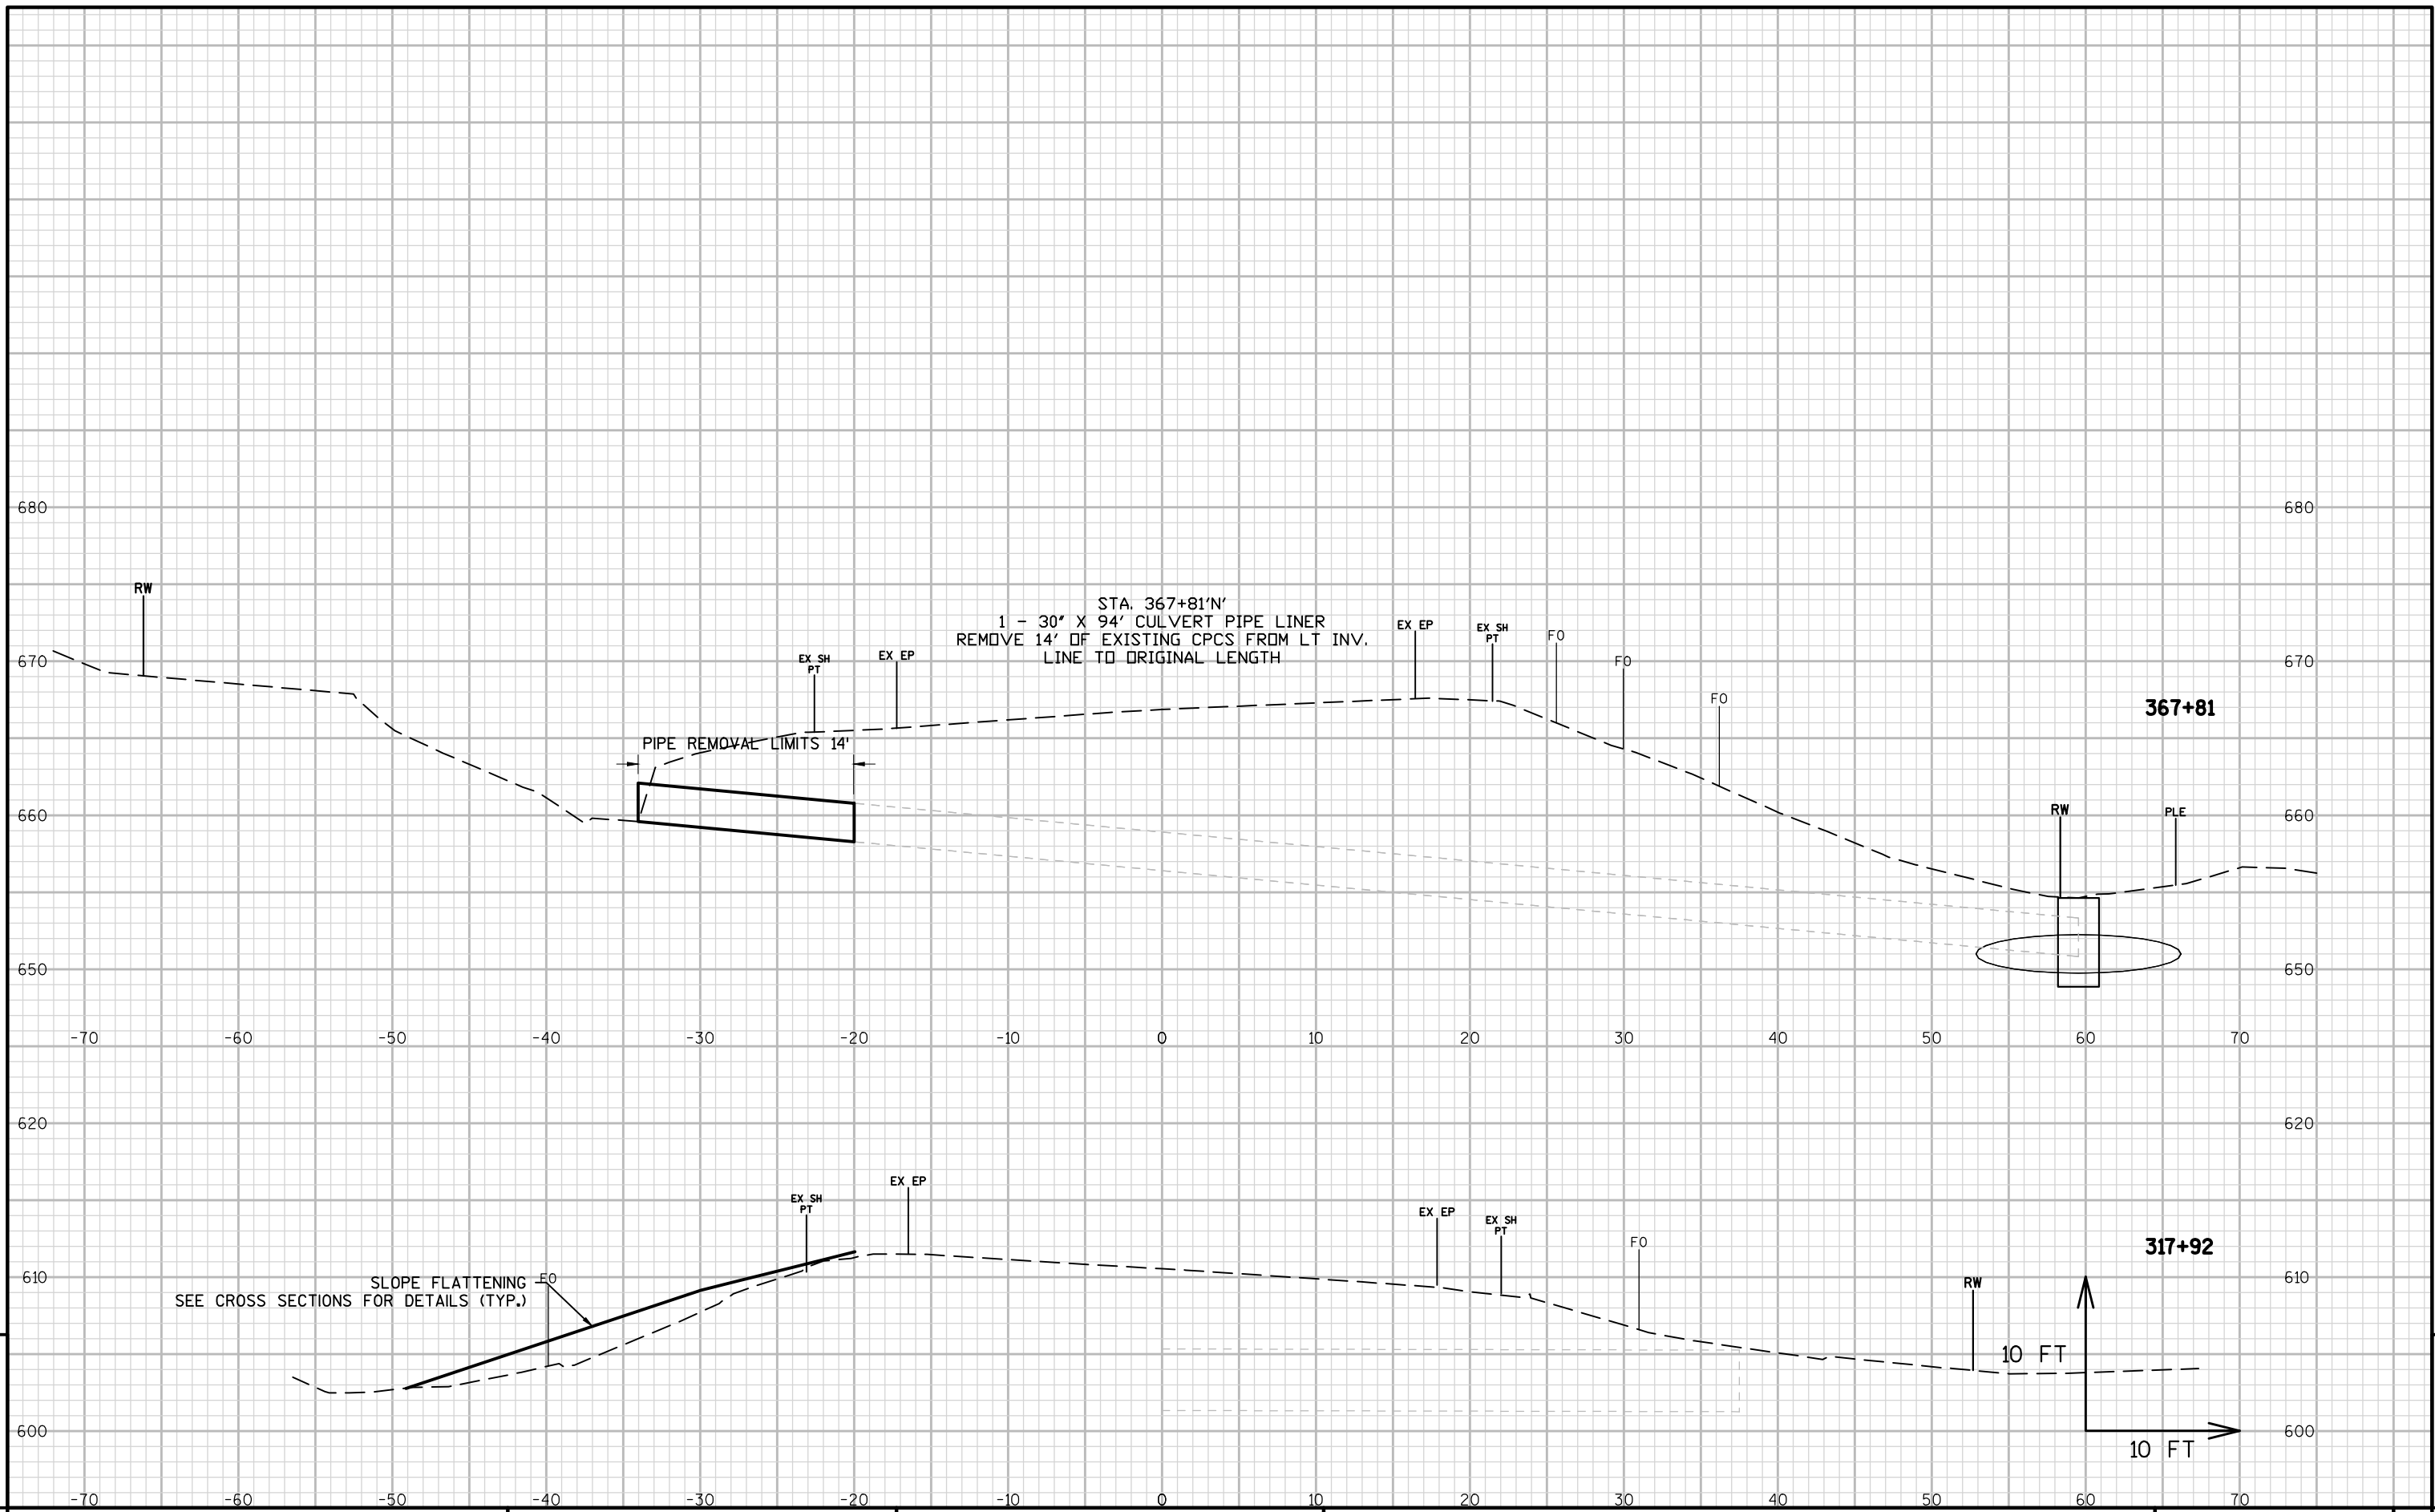 680 680
RW
STA. 367+81'N'
1 - 30" X 94' CULVERT PIPE LINER
REMOVE 14' OF EXISTING CPCS FROM LT INV.
LINE TO ORIGINAL LENGTH
EX SH
PT
EX EP
EX EP
EX SH
PT
FO
FO
FO
670 670
367+81
PIPE REMOVAL LIMITS 14'
660 660
RW
PLE
650 650
-70 -60 -50 -40 -30 -20 -10 0 10 20 30 40 50 60 70
620 620
EX SH
PT
EX EP
EX EP
EX SH
PT
FO
317+92
610 610
FO
SLOPE FLATTENING
SEE CROSS SECTIONS FOR DETAILS (TYP.)
RW
10 FT
600 600
10 FT
-70 -60 -50 -40 -30 -20 -10 0 10 20 30 40 50 60 70